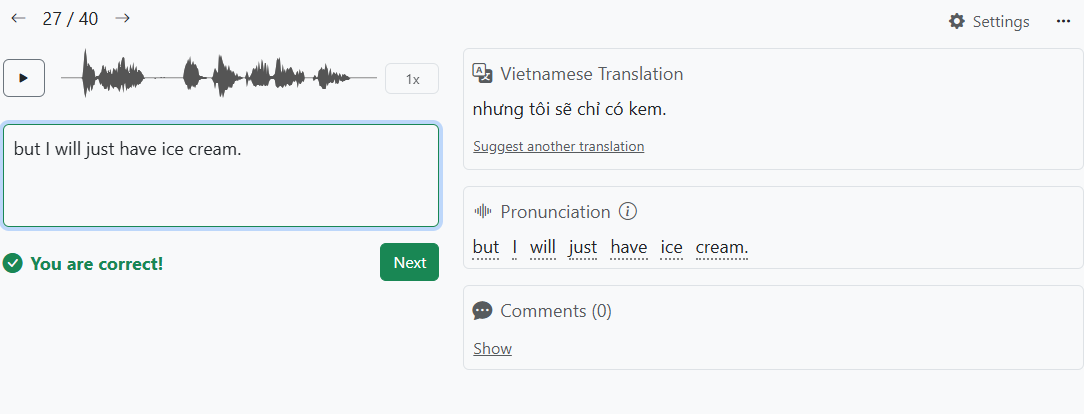 27 / 40
Settings
1x
but I will just have ice cream.
You are correct!
Next
Vietnamese Translation
nhưng tôi sẽ chỉ có kem.
Suggest another translation
Pronunciation
but I will just have ice cream.
Comments (0)
Show